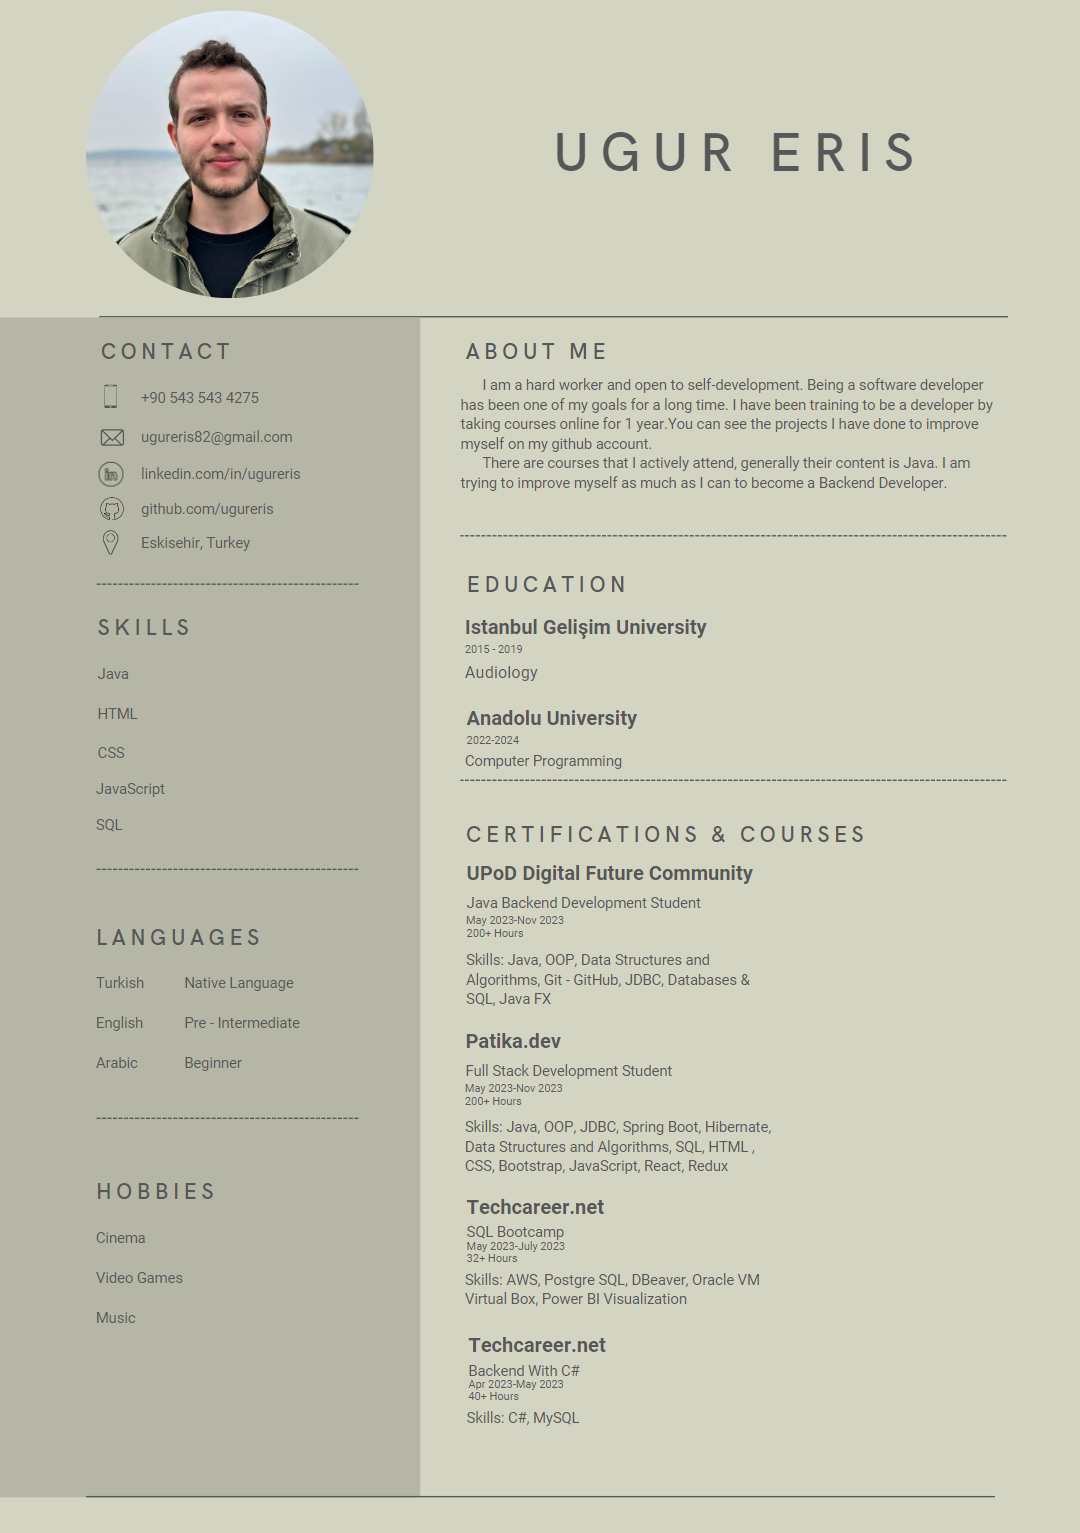 UGUR ERIS
CONTACT
+90 543 543 4275
ugureris82@gmail.com
linkedin.com/in/ugureris
github.com/ugureris
Eskisehir, Turkey
SKILLS
Java
HTML
CSS
JavaScript
SQL
LANGUAGES
Turkish Native Language
English Pre - Intermediate
Arabic Beginner
HOBBIES
Cinema
Video Games
Music
ABOUT ME
I am a hard worker and open to self-development. Being a software developer
has been one of my goals for a long time. I have been training to be a developer by
taking courses online for 1 year.You can see the projects I have done to improve
myself on my github account.
There are courses that I actively attend, generally their content is Java. I am
trying to improve myself as much as I can to become a Backend Developer.
EDUCATION
Istanbul Gelişim University
2015 - 2019
Audiology
Anadolu University
2022-2024
Computer Programming
CERTIFICATIONS & COURSES
UPoD Digital Future Community
Java Backend Development Student
May 2023-Nov 2023
200+ Hours
Skills: Java, OOP, Data Structures and
Algorithms, Git - GitHub, JDBC, Databases &
SQL, Java FX
Patika.dev
Full Stack Development Student
May 2023-Nov 2023
200+ Hours
Skills: Java, OOP, JDBC, Spring Boot, Hibernate,
Data Structures and Algorithms, SQL, HTML ,
CSS, Bootstrap, JavaScript, React, Redux
Techcareer.net
SQL Bootcamp
May 2023-July 2023
32+ Hours
Skills: AWS, Postgre SQL, DBeaver, Oracle VM
Virtual Box, Power BI Visualization
Techcareer.net
Backend With C#
Apr 2023-May 2023
40+ Hours
Skills: C#, MySQL